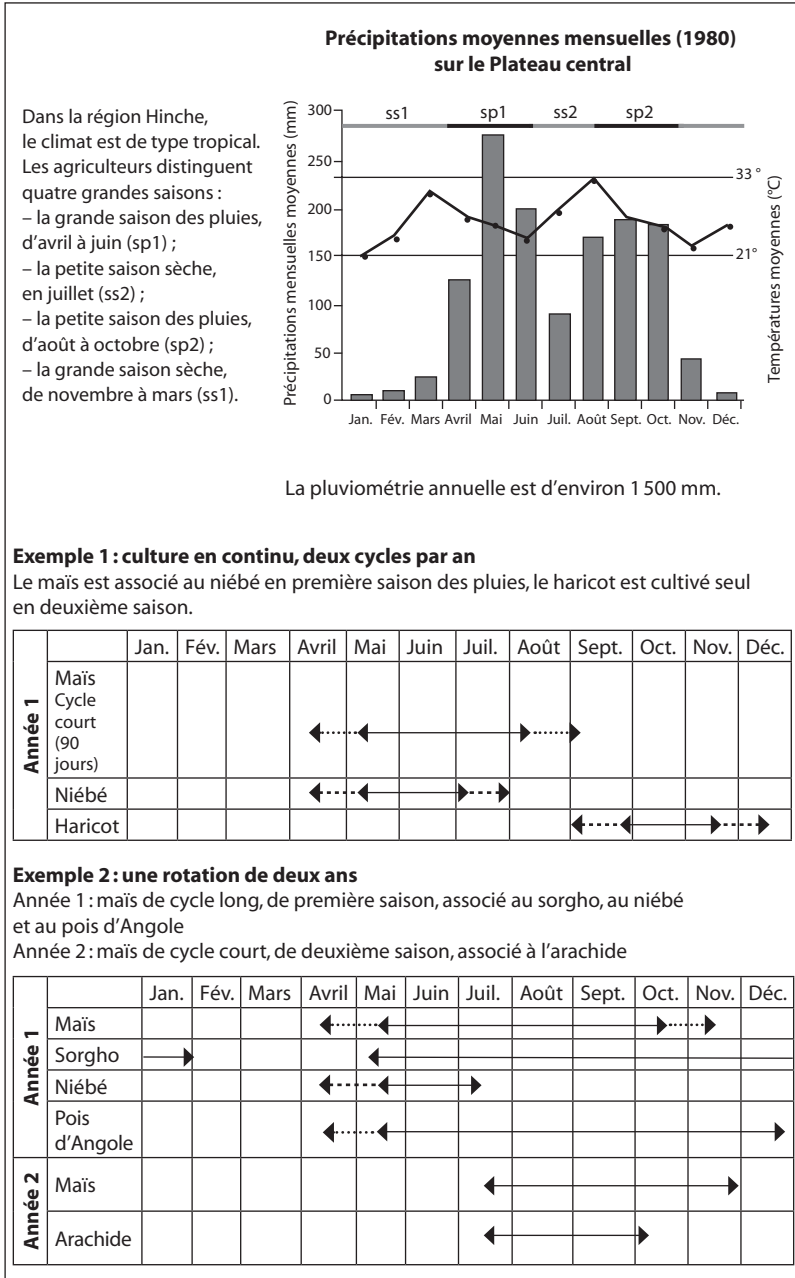 Précipitations moyennes mensuelles (1980)
sur le Plateau central
Dans la région Hinche,
le climat est de type tropical.
Les agriculteurs distinguent
quatre grandes saisons :
– la grande saison des pluies,
d'avril à juin (sp1) ;
– la petite saison sèche,
en juillet (ss2) ;
– la petite saison des pluies,
d'août à octobre (sp2) ;
– la grande saison sèche,
de novembre à mars (ss1).
Précipitations mensuelles moyennes (mm)
300
250
200
150
100
50
0
ss1 sp1 ss2 sp2
33 °
21°
Températures moyennes (°C)
Jan. Fév. Mars Avril Mai Juin Juil. Août Sept. Oct. Nov. Déc.
La pluviométrie annuelle est d'environ 1 500 mm.
Exemple 1 : culture en continu, deux cycles par an
Le maïs est associé au niébé en première saison des pluies, le haricot est cultivé seul
en deuxième saison.
Jan. Fév. Mars Avril Mai Juin Juil. Août Sept. Oct. Nov. Déc.
Année 1
Maïs
Cycle
court
(90
jours)
Niébé
Haricot
Exemple 2 : une rotation de deux ans
Année 1 : maïs de cycle long, de première saison, associé au sorgho, au niébé
et au pois d'Angole
Année 2 : maïs de cycle court, de deuxième saison, associé à l'arachide
Jan. Fév. Mars Avril Mai Juin Juil. Août Sept. Oct. Nov. Déc.
Année 1
Maïs
Sorgho
Niébé
Pois
d'Angole
Année 2
Maïs
Arachide